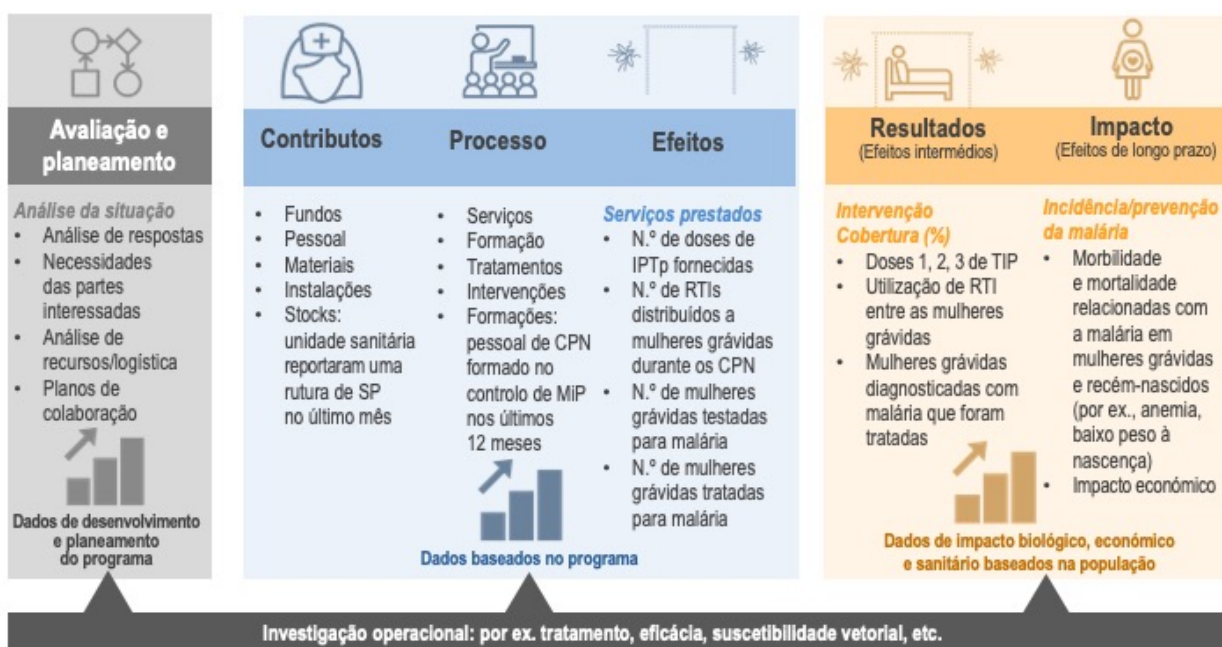 Avaliação e
planeamento
Análise da situação
• Análise de respostas
• Necessidades
das partes
interessadas
• Análise de
recursos/logística
• Planos de
colaboração
Dados de desenvolvimento
e planeamento
do programa
Contributos
• Fundos
• Pessoal
• Materiais
• Instalações
• Stocks:
unidade sanitária
reportaram uma
rutura de SP
no último mês
Processo
• Serviços
• Formação
• Tratamentos
• Intervenções
• Formações:
pessoal de CPN
formado no
controlo de MiP
nos últimos
12 meses
Efeitos
Serviços prestados
• N.º de doses de
IPTp fornecidas
• N.º de RTIs
distribuídos a
mulheres grávidas
durante os CPN
• N.º de mulheres
grávidas testadas
para malária
• N.º de mulheres
grávidas tratadas
para malária
Dados baseados no programa
Resultados
(Efeitos intermédios)
Intervenção
Cobertura (%)
• Doses 1, 2, 3 de TIP
• Utilização de RTI
entre as mulheres
grávidas
• Mulheres grávidas
diagnosticadas com
malária que foram
tratadas
Impacto
(Efeitos de longo prazo)
Incidência/prevenção
da malária
• Morbilidade
e mortalidade
relacionadas com
a malária em
mulheres grávidas
e recém-nascidos
(por ex., anemia,
baixo peso à
nascença)
• Impacto económico
Dados de impacto biológico, económico
e sanitário baseados na população
Investigação operacional: por ex. tratamento, eficácia, suscetibilidade vetorial, etc.